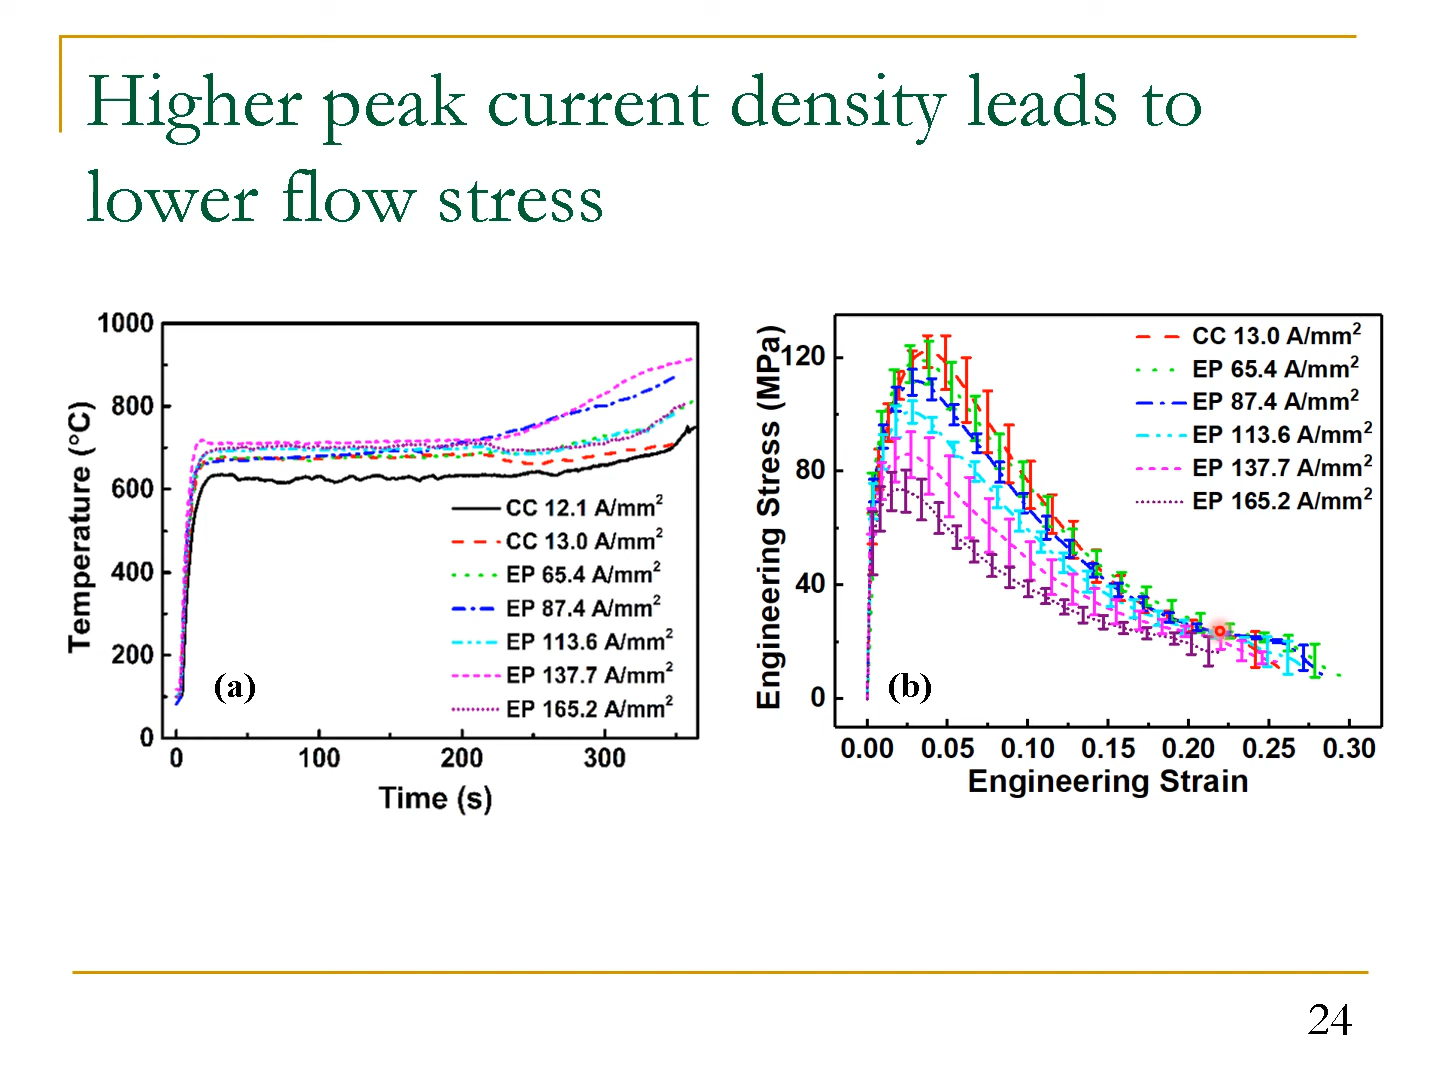 Higher peak current density leads to
lower flow stress
1000
800
600
400
200
0
Temperature (°C)
0 100 200 300
Time (s)
CC 12.1 A/mm²
CC 13.0 A/mm²
EP 65.4 A/mm²
EP 87.4 A/mm²
EP 113.6 A/mm²
EP 137.7 A/mm²
EP 165.2 A/mm²
(a)
120
80
40
0
Engineering Stress (MPa)
0.00 0.05 0.10 0.15 0.20 0.25 0.30
Engineering Strain
CC 13.0 A/mm²
EP 65.4 A/mm²
EP 87.4 A/mm²
EP 113.6 A/mm²
EP 137.7 A/mm²
EP 165.2 A/mm²
(b)
24